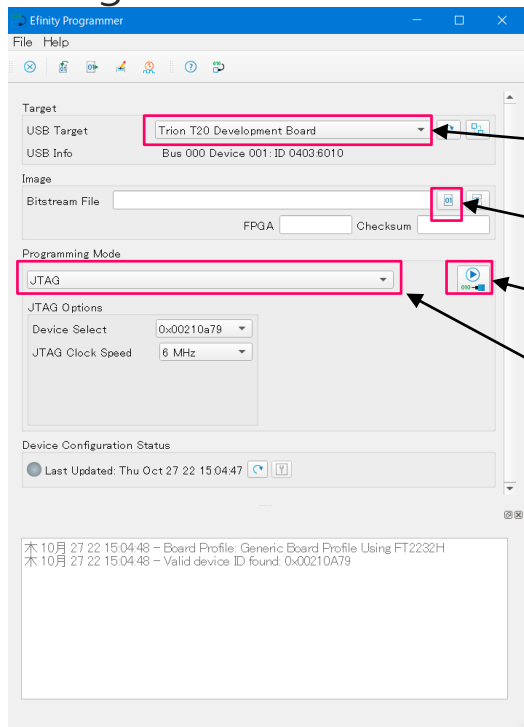 Efinity Programmer
File Help
Target
USB Target Trion T20 Development Board
USB Info Bus 000 Device 001: ID 0403:6010
Image
Bitstream File
FPGA Checksum
Programming Mode
JTAG
JTAG Options
Device Select 0x00210a79
JTAG Clock Speed 6 MHz
Device Configuration Status
Last Updated: Thu Oct 27 22 15:04:47
木 10月 27 22 15:04:48 - Board Profile: Generic Board Profile Using FT2232H
木 10月 27 22 15:04:48 - Valid device ID found: 0x00210A79